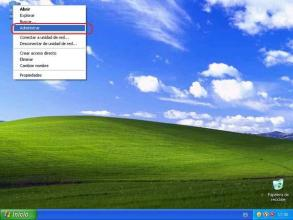 Abrir
Explorar
Buscar...
Administrar
Conectar a unidad de red...
Desconectar de unidad de red...
Crear acceso directo
Eliminar
Cambiar nombre
Propiedades
Papelera de
reciclaje
Inicio
ES